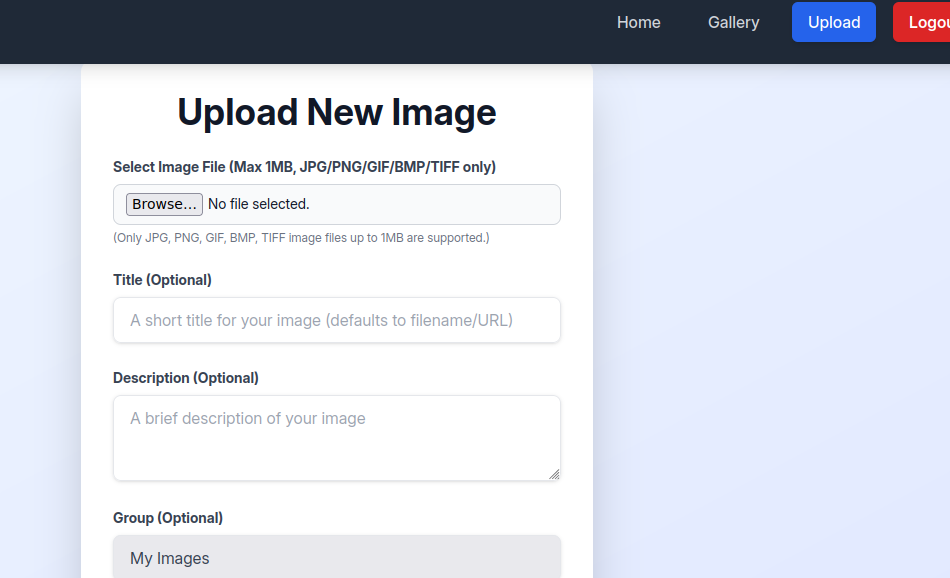 Home Gallery Upload Logou
Upload New Image
Select Image File (Max 1MB, JPG/PNG/GIF/BMP/TIFF only)
Browse... No file selected.
(Only JPG, PNG, GIF, BMP, TIFF image files up to 1MB are supported.)
Title (Optional)
A short title for your image (defaults to filename/URL)
Description (Optional)
A brief description of your image
Group (Optional)
My Images